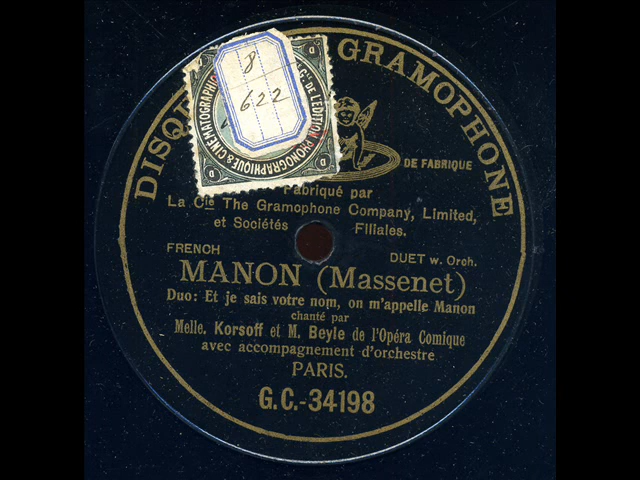 DISQUE GRAMOPHONE
DE L'EDITION PHONOGRAPHIQUE & CINEMATOGRAPHIQUE
8
622
DE FABRIQUE
Fabriqué par
La Cie The Gramophone Company, Limited,
et Sociétés Filiales.
FRENCH DUET w. Orch.
MANON (Massenet)
Duo: Et je sais votre nom, on m'appelle Manon
chanté par
Melle. Korsoff et M. Beyle de l'Opéra Comique
avec accompagnement d'orchestre
PARIS.
G.C.-34198